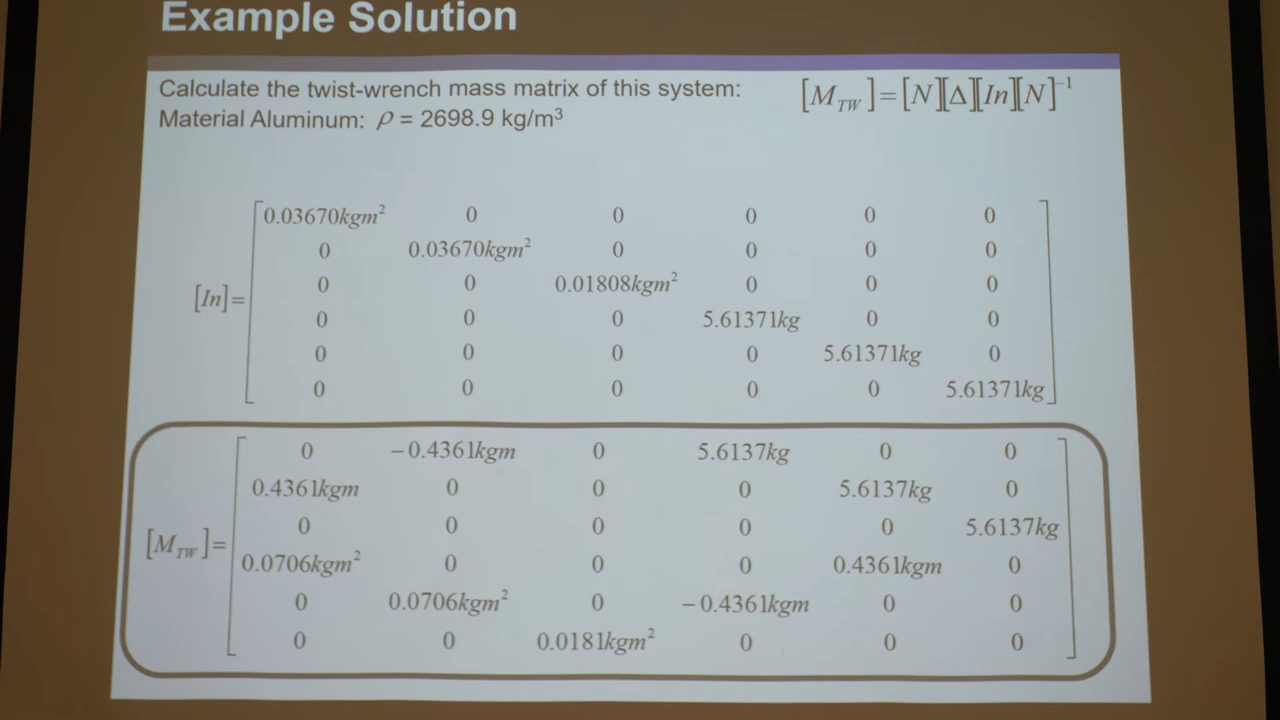 Example Solution
Calculate the twist-wrench mass matrix of this system: [M_TW]=[N][Δ][In][N]⁻¹
Material Aluminum: ρ = 2698.9 kg/m³
0.03670kgm² 0 0 0 0 0
0 0.03670kgm² 0 0 0 0
0 0 0.01808kgm² 0 0 0
[In]=
0 0 0 5.61371kg 0 0
0 0 0 0 5.61371kg 0
0 0 0 0 0 5.61371kg
0 −0.4361kgm 0 5.6137kg 0 0
0.4361kgm 0 0 0 5.6137kg 0
0 0 0 0 0 5.6137kg
[M_TW]=
0.0706kgm² 0 0 0 0.4361kgm 0
0 0.0706kgm² 0 −0.4361kgm 0 0
0 0 0.0181kgm² 0 0 0